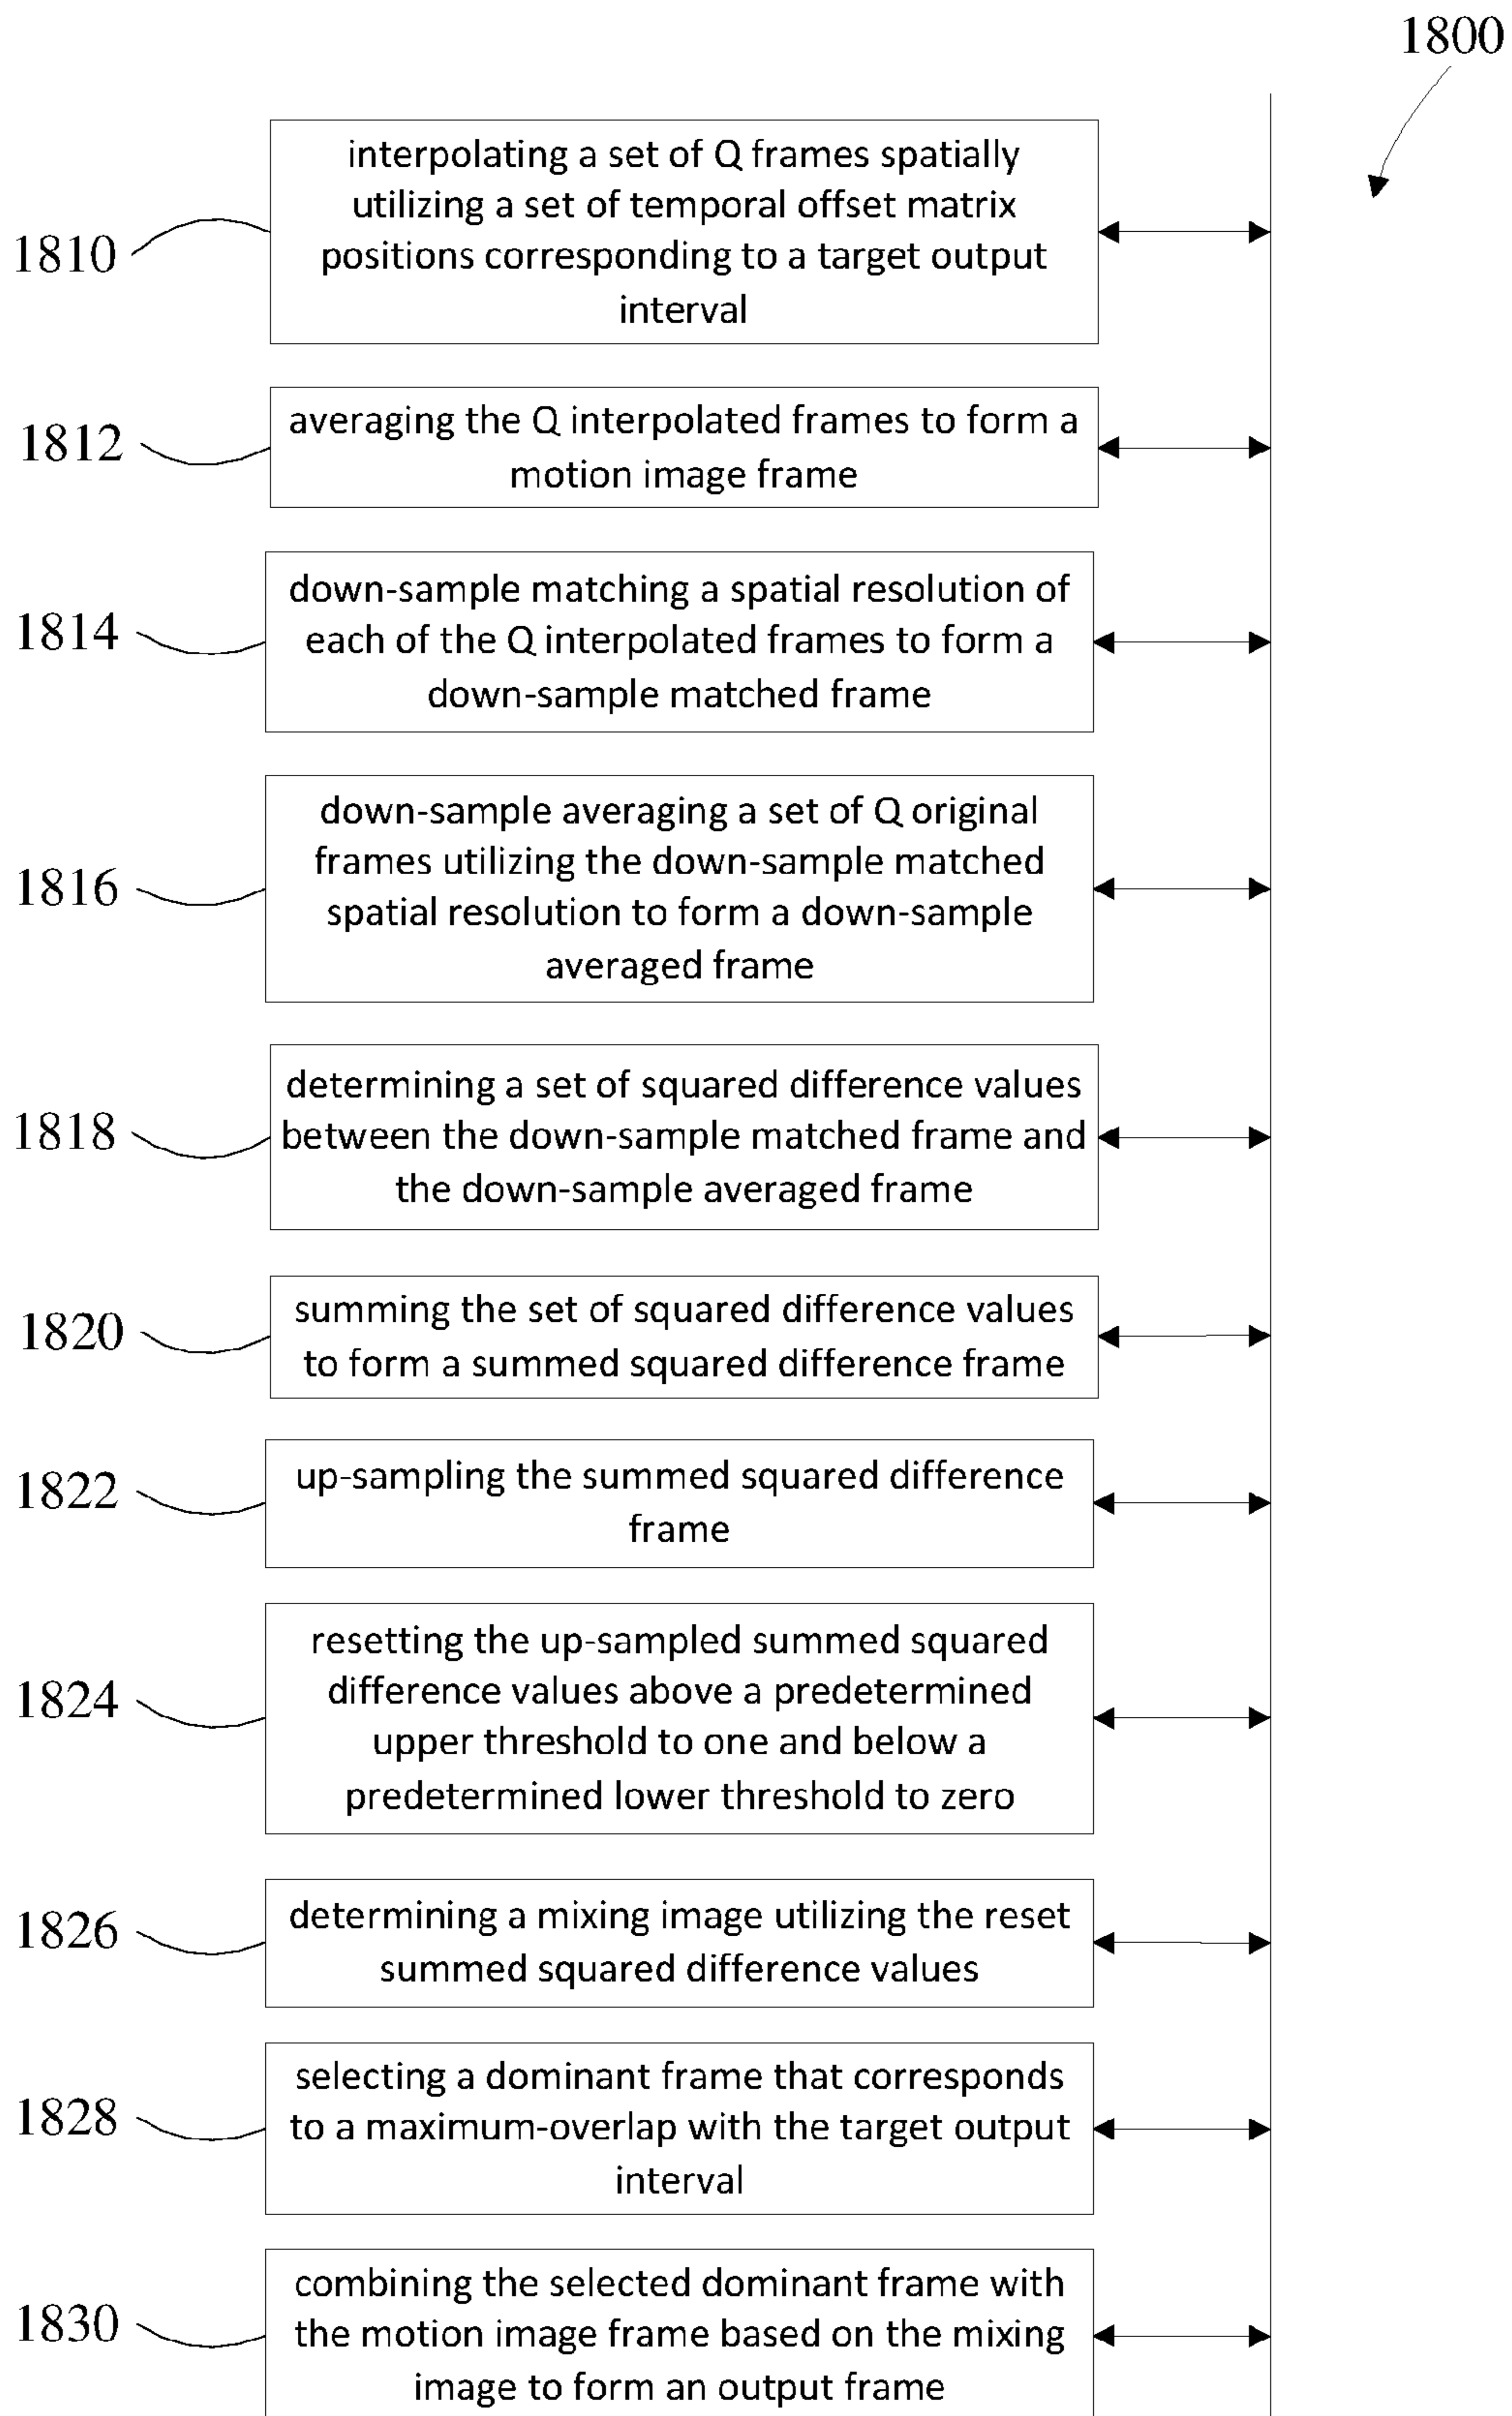 1800
interpolating a set of Q frames spatially
utilizing a set of temporal offset matrix
positions corresponding to a target output
interval
1810
averaging the Q interpolated frames to form a
motion image frame
1812
down-sample matching a spatial resolution of
each of the Q interpolated frames to form a
down-sample matched frame
1814
down-sample averaging a set of Q original
frames utilizing the down-sample matched
spatial resolution to form a down-sample
averaged frame
1816
determining a set of squared difference values
between the down-sample matched frame and
the down-sample averaged frame
1818
summing the set of squared difference values
to form a summed squared difference frame
1820
up-sampling the summed squared difference
frame
1822
resetting the up-sampled summed squared
difference values above a predetermined
upper threshold to one and below a
predetermined lower threshold to zero
1824
determining a mixing image utilizing the reset
summed squared difference values
1826
selecting a dominant frame that corresponds
to a maximum-overlap with the target output
interval
1828
combining the selected dominant frame with
the motion image frame based on the mixing
image to form an output frame
1830